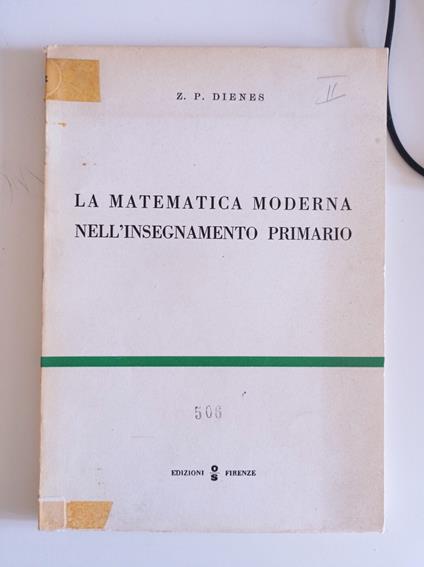 Z. P. DIENES
II
LA MATEMATICA MODERNA
NELL'INSEGNAMENTO PRIMARIO
506
EDIZIONI OS FIRENZE